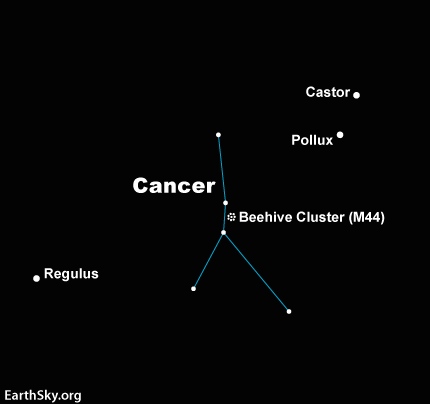 Castor
Pollux
Cancer
Beehive Cluster (M44)
Regulus
EarthSky.org